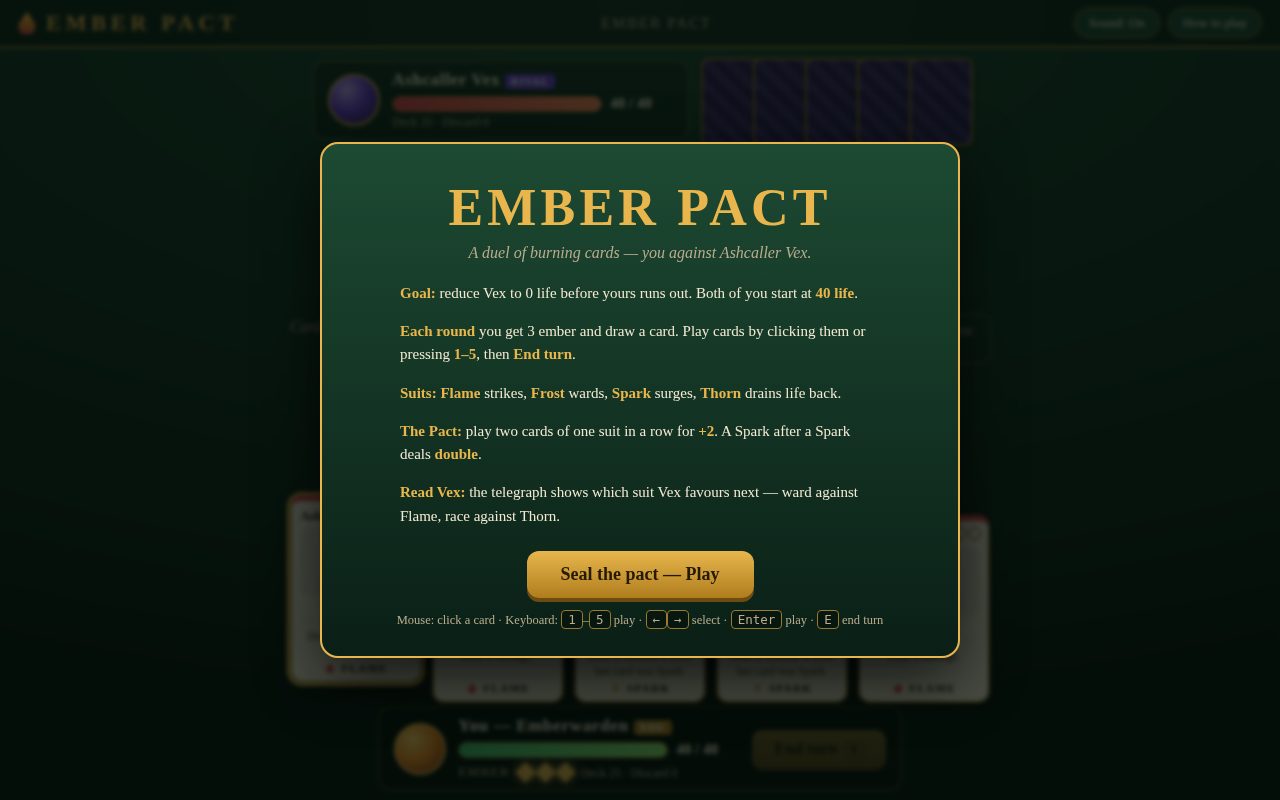 EMBER PACT
EMBER PACT
Sound: On
How to play
Ashcaller Vex RIVAL
40 / 40
EMBER PACT
A duel of burning cards — you against Ashcaller Vex.
Goal: reduce Vex to 0 life before yours runs out. Both of you start at 40 life.
Each round you get 3 ember and draw a card. Play cards by clicking them or
pressing 1–5, then End turn.
Suits: Flame strikes, Frost wards, Spark surges, Thorn drains life back.
The Pact: play two cards of one suit in a row for +2. A Spark after a Spark
deals double.
Read Vex: the telegraph shows which suit Vex favours next — ward against
Flame, race against Thorn.
Seal the pact — Play
Mouse: click a card · Keyboard: 1–5 play · ← → select · Enter play · E end turn
FLAME
FLAME
SPARK
SPARK
FLAME
You — Emberwarden YOU
40 / 40
EMBER
End turn